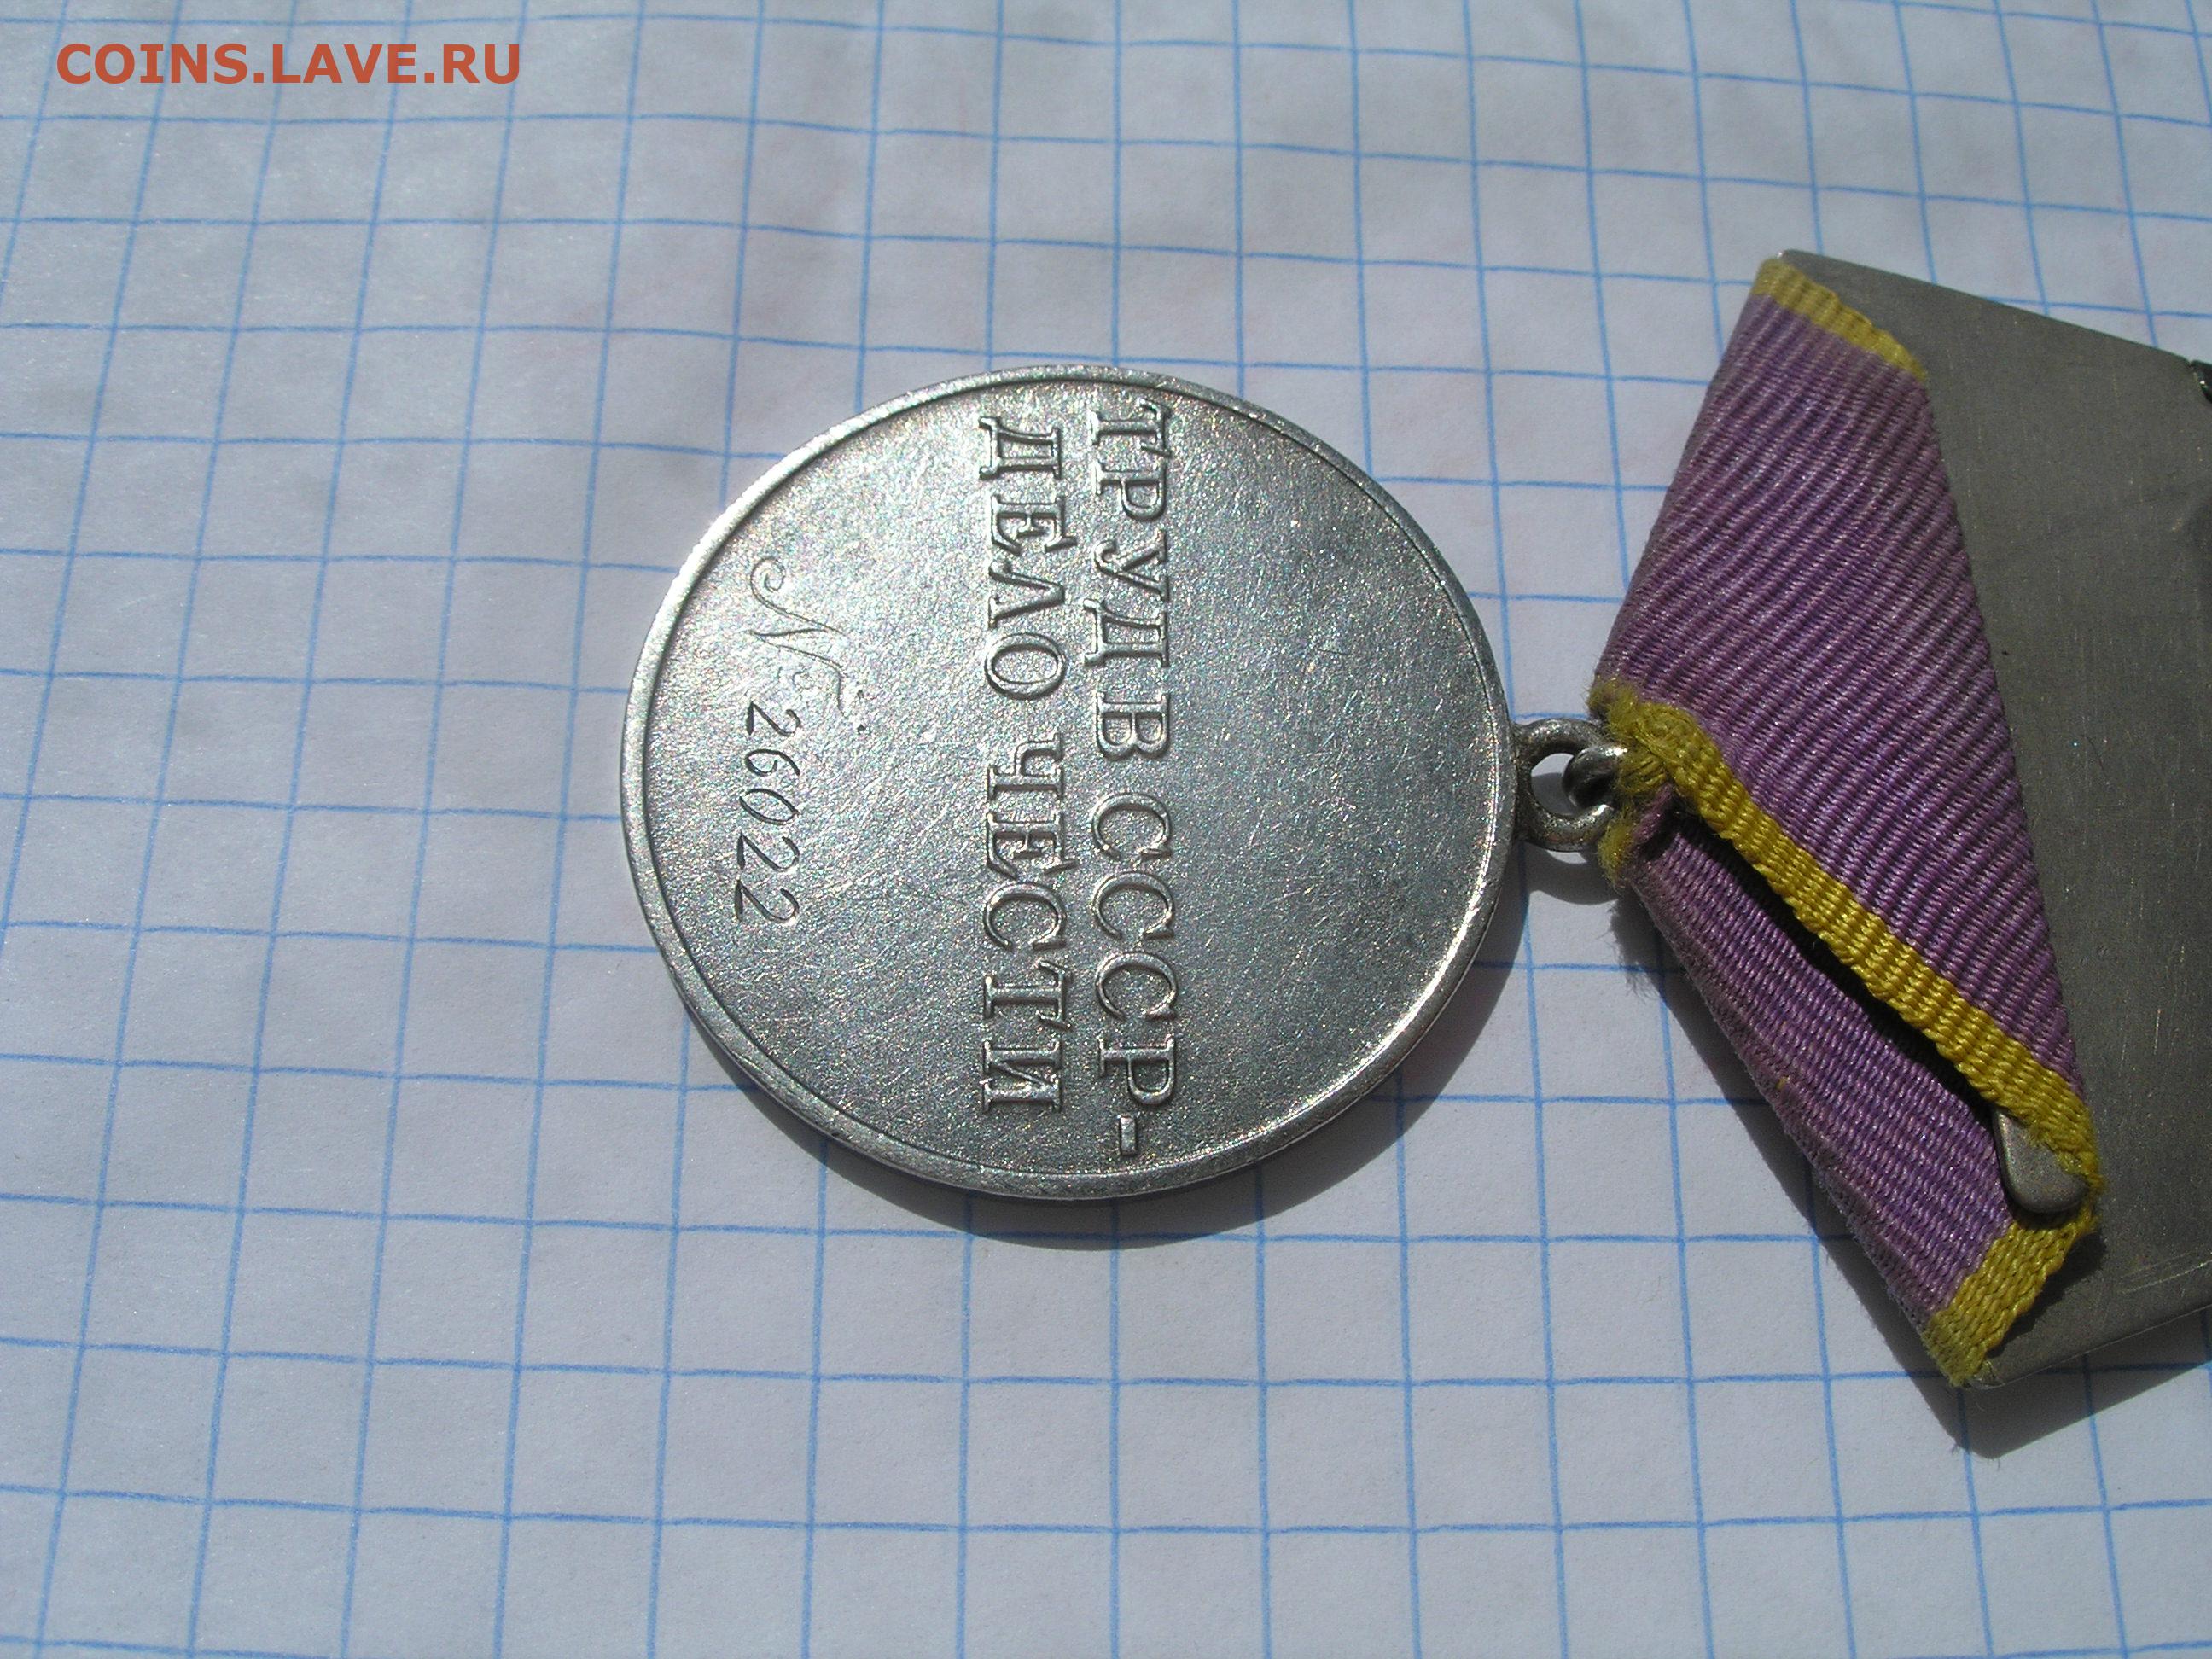 COINS.LAVE.RU
ТРУД В СССР-
ДЕЛО ЧЕСТИ
№ 26022